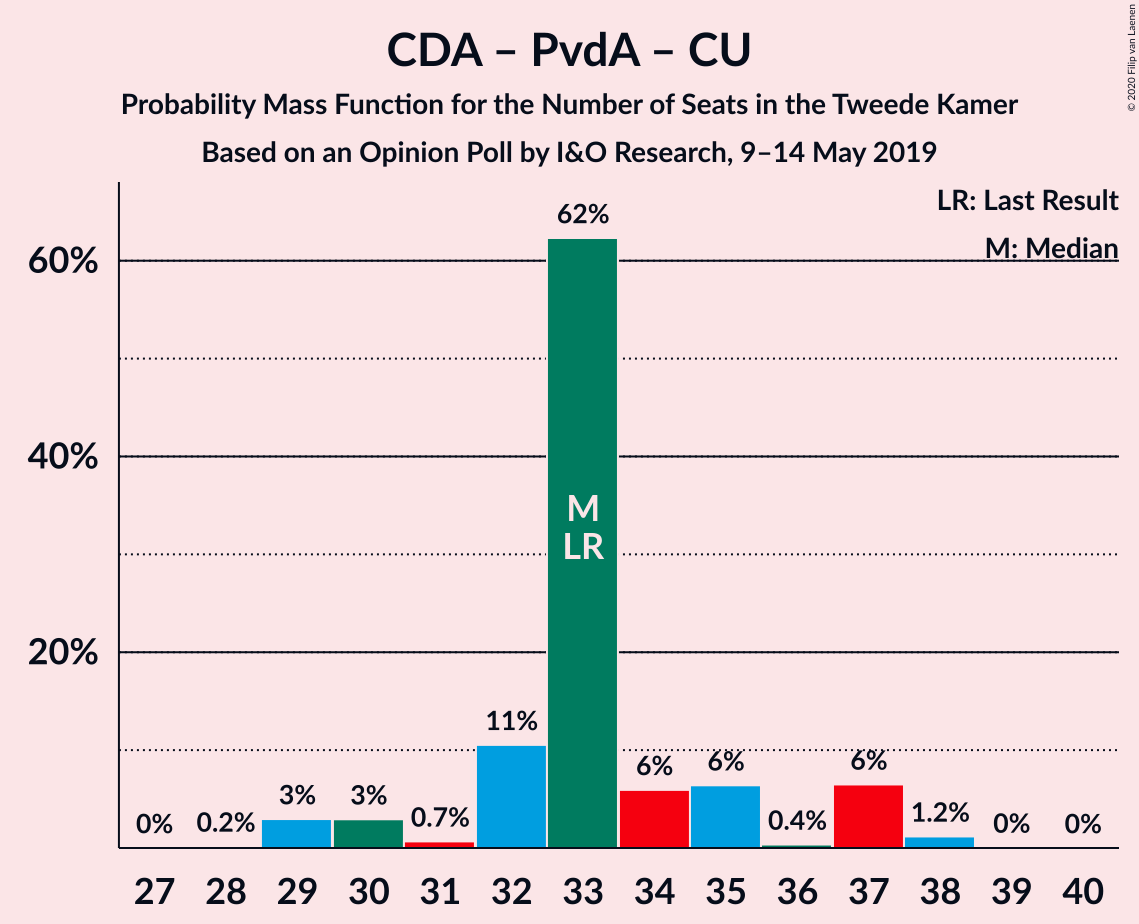 CDA – PvdA – CU
Probability Mass Function for the Number of Seats in the Tweede Kamer
Based on an Opinion Poll by I&O Research, 9–14 May 2019
© 2020 Filip van Laenen
LR: Last Result
M: Median
60%
40%
20%
0%
0.2%
3%
3%
0.7%
11%
62%
6%
6%
0.4%
6%
1.2%
0%
0%
M
LR
27 28 29 30 31 32 33 34 35 36 37 38 39 40